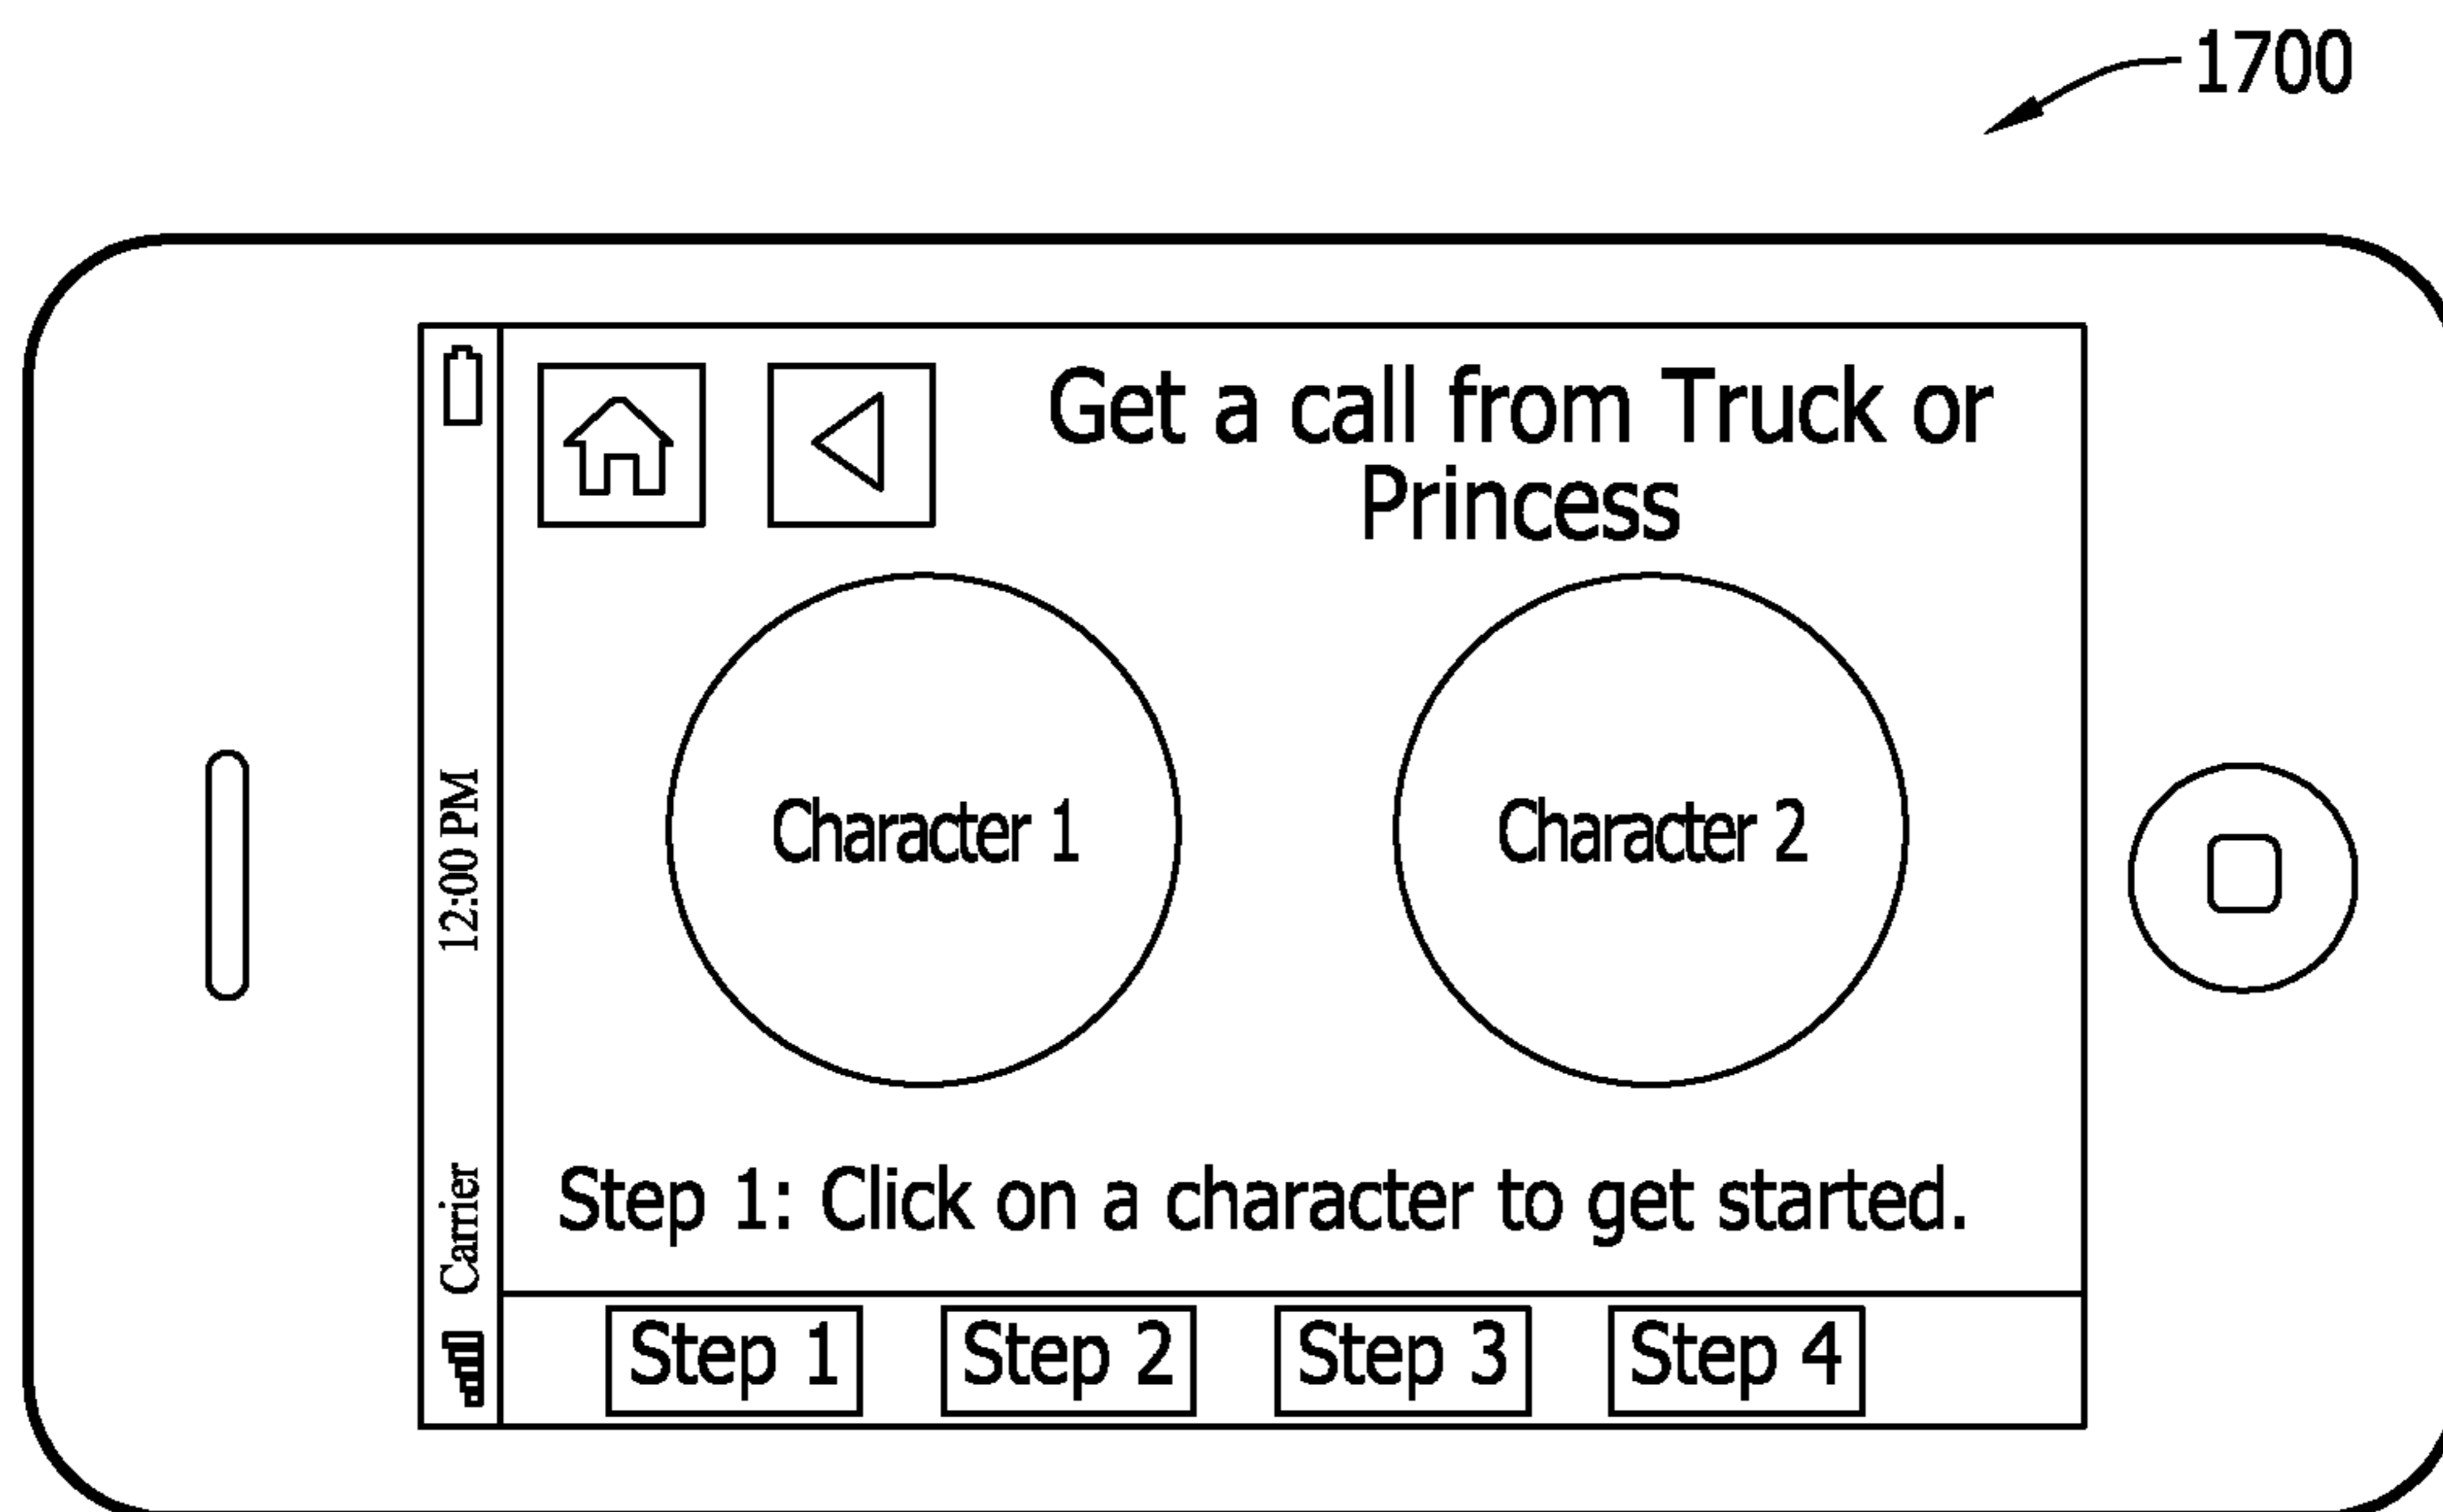 1700
Get a call from Truck or
Princess
Character 1
Character 2
12:00 PM
Carrier
Step 1: Click on a character to get started.
Step 1
Step 2
Step 3
Step 4